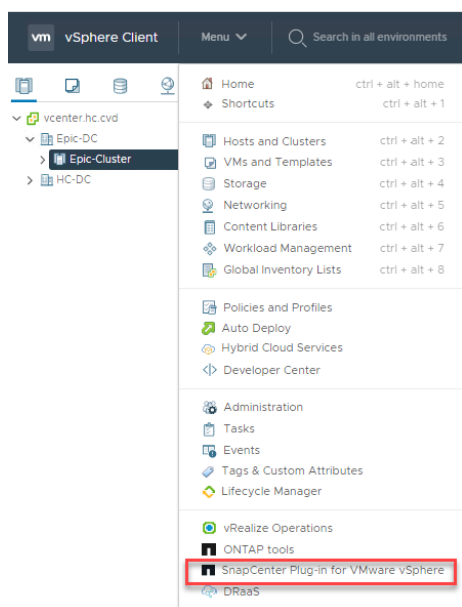 vm vSphere Client Menu Search in all environments
Home ctrl + alt + home
Shortcuts ctrl + alt + 1
vcenter.hc.cvd
Epic-DC
Epic-Cluster
HC-DC
Hosts and Clusters ctrl + alt + 2
VMs and Templates ctrl + alt + 3
Storage ctrl + alt + 4
Networking ctrl + alt + 5
Content Libraries ctrl + alt + 6
Workload Management ctrl + alt + 7
Global Inventory Lists ctrl + alt + 8
Policies and Profiles
Auto Deploy
Hybrid Cloud Services
Developer Center
Administration
Tasks
Events
Tags & Custom Attributes
Lifecycle Manager
vRealize Operations
ONTAP tools
SnapCenter Plug-in for VMware vSphere
DRaaS